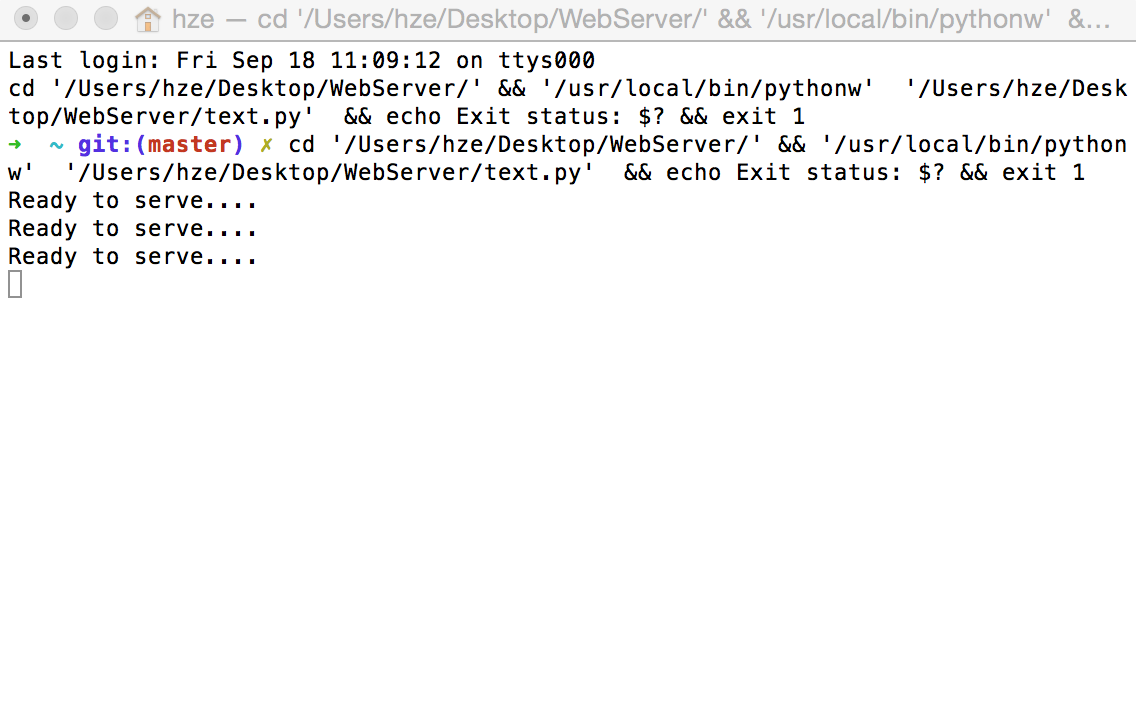 hze — cd '/Users/hze/Desktop/WebServer/' && '/usr/local/bin/pythonw'  &...
Last login: Fri Sep 18 11:09:12 on ttys000
cd '/Users/hze/Desktop/WebServer/' && '/usr/local/bin/pythonw'  '/Users/hze/Desk
top/WebServer/text.py'  && echo Exit status: $? && exit 1
➜  ~ git:(master) ✗ cd '/Users/hze/Desktop/WebServer/' && '/usr/local/bin/python
w'  '/Users/hze/Desktop/WebServer/text.py'  && echo Exit status: $? && exit 1
Ready to serve....
Ready to serve....
Ready to serve....